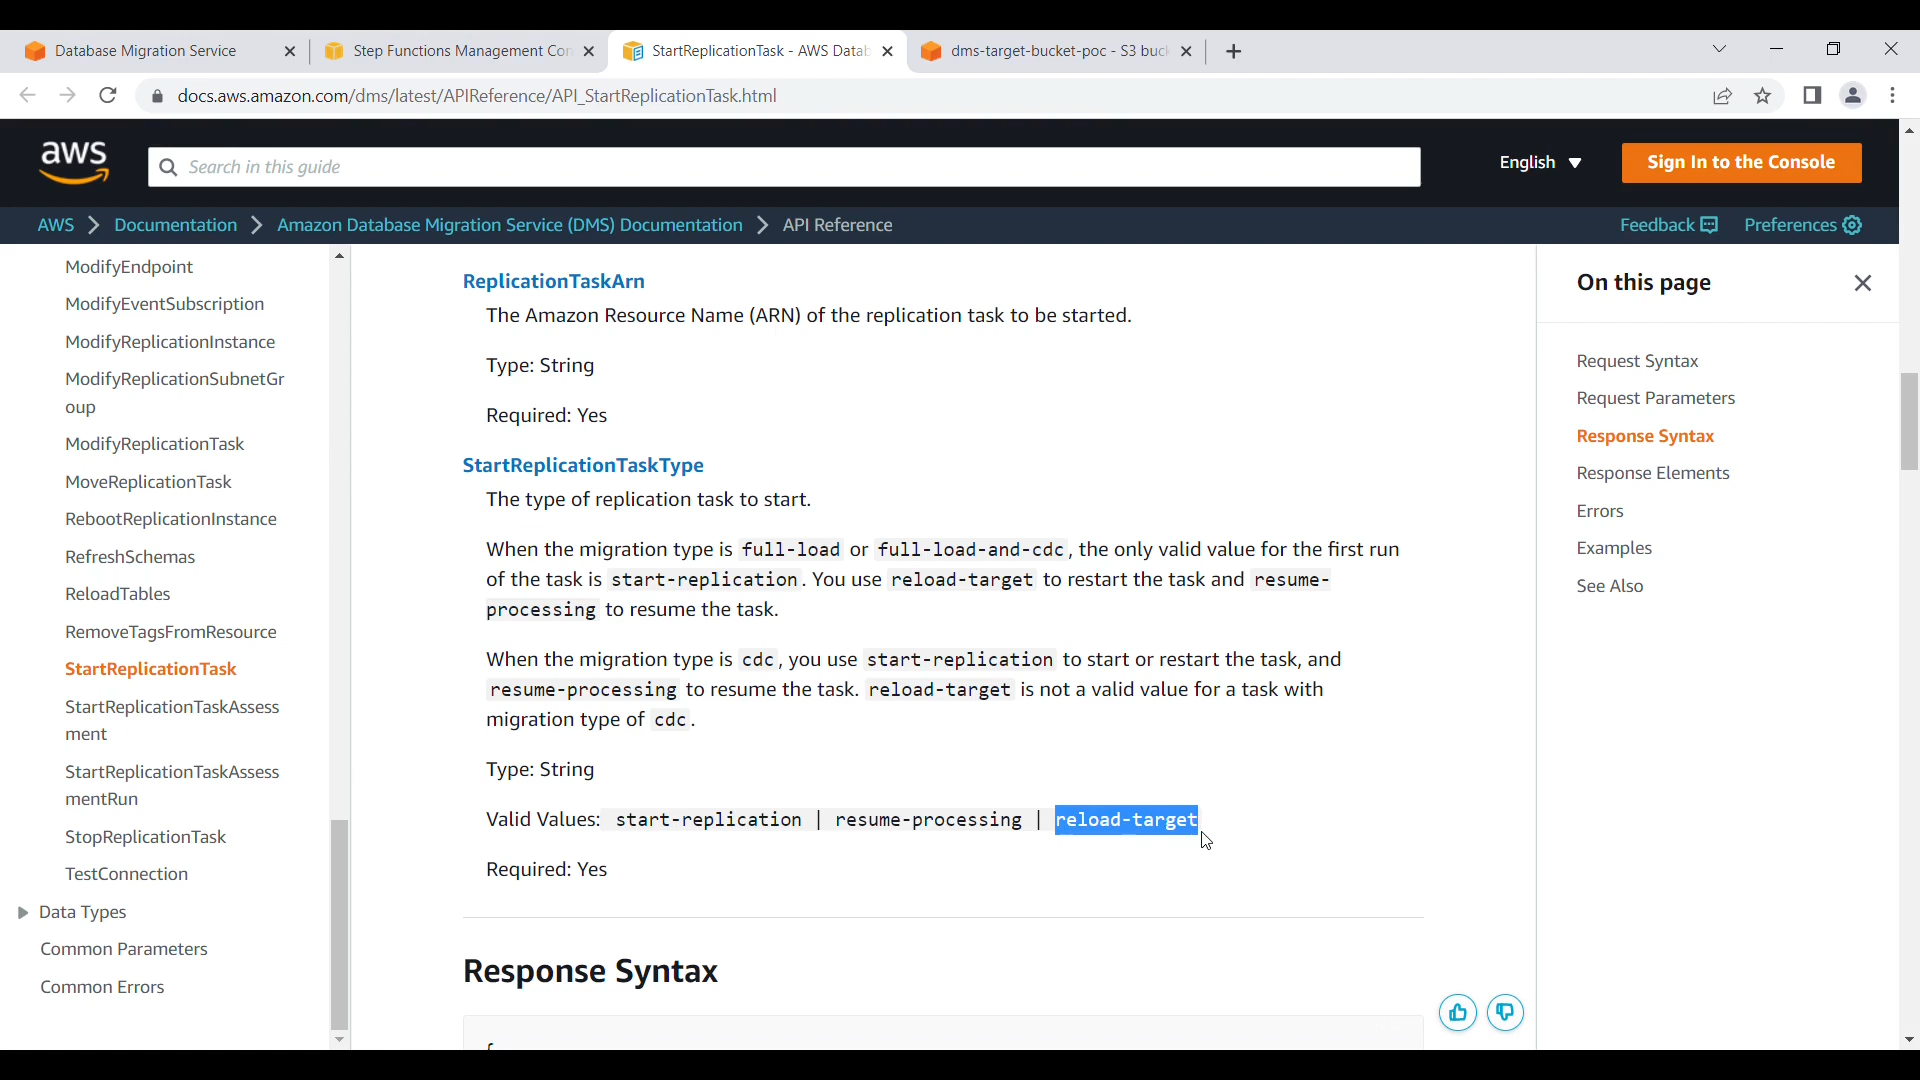 Database Migration Service
Step Functions Management Con
StartReplicationTask - AWS Datab
dms-target-bucket-poc - S3 buck
docs.aws.amazon.com/dms/latest/APIReference/API_StartReplicationTask.html
aws
Search in this guide
English
Sign In to the Console
AWS
Documentation
Amazon Database Migration Service (DMS) Documentation
API Reference
Feedback
Preferences
ModifyEndpoint
ModifyEventSubscription
ModifyReplicationInstance
ModifyReplicationSubnetGr
oup
ModifyReplicationTask
MoveReplicationTask
RebootReplicationInstance
RefreshSchemas
ReloadTables
RemoveTagsFromResource
StartReplicationTask
StartReplicationTaskAssess
ment
StartReplicationTaskAssess
mentRun
StopReplicationTask
TestConnection
Data Types
Common Parameters
Common Errors
ReplicationTaskArn
The Amazon Resource Name (ARN) of the replication task to be started.
Type: String
Required: Yes
StartReplicationTaskType
The type of replication task to start.
When the migration type is full-load or full-load-and-cdc, the only valid value for the first run
of the task is start-replication. You use reload-target to restart the task and resume-
processing to resume the task.
When the migration type is cdc, you use start-replication to start or restart the task, and
resume-processing to resume the task. reload-target is not a valid value for a task with
migration type of cdc.
Type: String
Valid Values: start-replication | resume-processing | reload-target
Required: Yes
Response Syntax
{
On this page
Request Syntax
Request Parameters
Response Syntax
Response Elements
Errors
Examples
See Also